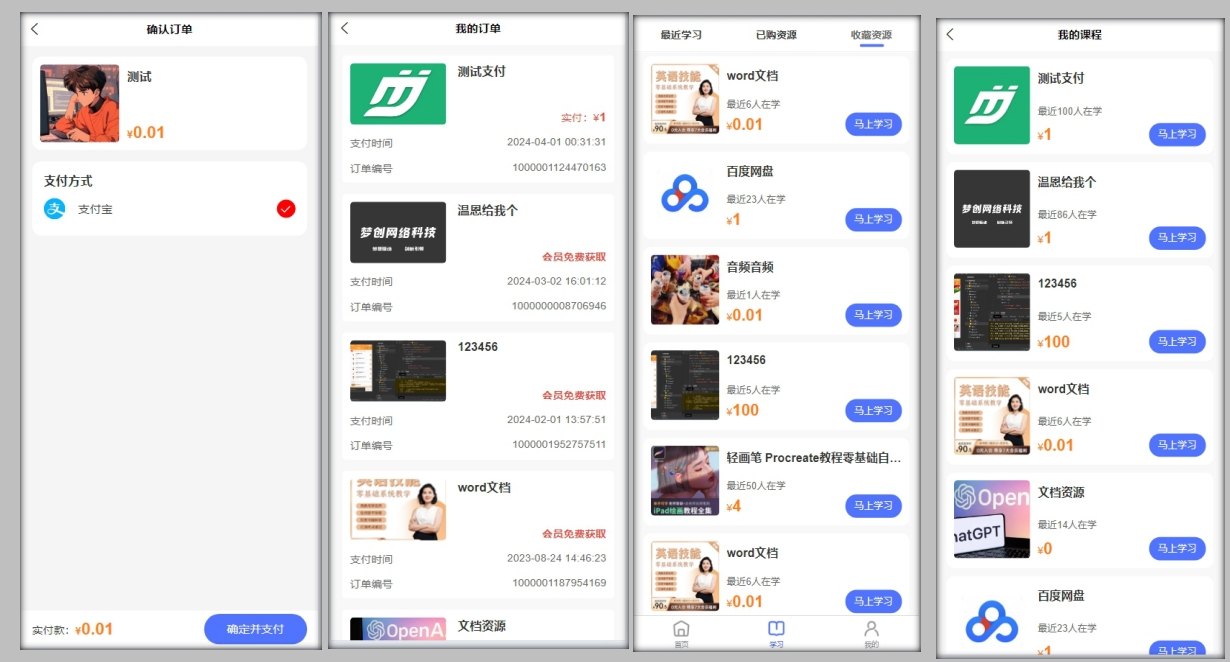 确认订单
测试
¥0.01
支付方式
支 支付宝
实付款: ¥0.01
确定并支付
我的订单
测试支付
实付: ¥1
支付时间 2024-04-01 00:31:31
订单编号 1000001124470163
梦创网络科技
温恩给我个
会员免费获取
支付时间 2024-03-02 16:01:12
订单编号 1000000008706946
123456
会员免费获取
支付时间 2024-02-01 13:57:51
订单编号 1000001952757511
英语技能
零基础系统教学
word文档
会员免费获取
支付时间 2023-08-24 14:46:23
订单编号 1000001187954169
OpenA
文档资源
最近学习 已购资源 收藏资源
英语技能
零基础系统教学
word文档
最近6人在学
¥0.01
马上学习
百度网盘
最近23人在学
¥1
马上学习
音频音频
最近1人在学
¥0.01
马上学习
123456
最近5人在学
¥100
马上学习
iPad绘画教程全集
轻画笔 Procreate教程零基础自...
最近50人在学
¥4
马上学习
英语技能
零基础系统教学
word文档
最近6人在学
¥0.01
马上学习
首页 学习 我的
我的课程
测试支付
最近100人在学
¥1
马上学习
梦创网络科技
温恩给我个
最近86人在学
¥1
马上学习
123456
最近5人在学
¥100
马上学习
英语技能
零基础系统教学
word文档
最近6人在学
¥0.01
马上学习
Open
hatGPT
文档资源
最近14人在学
¥0
马上学习
百度网盘
最近23人在学
¥1
马上学习